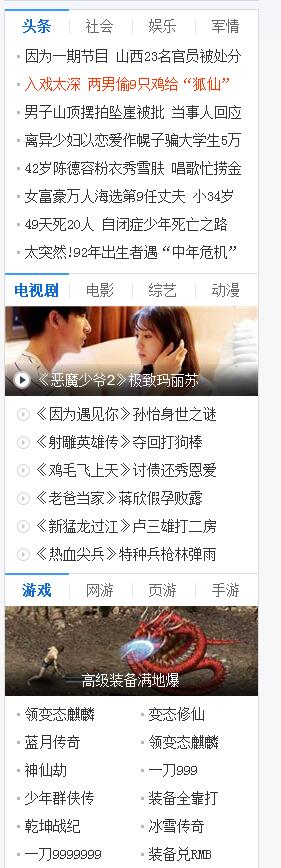 头条 社会 娱乐 军情
因为一期节目 山西23名官员被处分
入戏太深 两男偷9只鸡给“狐仙”
男子山顶摆拍坠崖被批 当事人回应
离异少妇以恋爱作幌子骗大学生5万
42岁陈德容粉衣秀雪肤 唱歌忙捞金
女富豪万人海选第9任丈夫 小34岁
49天死20人 自闭症少年死亡之路
太突然!92年出生者遇“中年危机”
电视剧 电影 综艺 动漫
《恶魔少爷2》极致玛丽苏
《因为遇见你》孙怡身世之谜
《射雕英雄传》夺回打狗棒
《鸡毛飞上天》讨债还秀恩爱
《老爸当家》蒋欣假孕败露
《新猛龙过江》卢三雄打二房
《热血尖兵》特种兵枪林弹雨
游戏 网游 页游 手游
高级装备满地爆
领变态麒麟 变态修仙
蓝月传奇 领变态麒麟
神仙劫 一刀999
少年群侠传 装备全靠打
乾坤战纪 冰雪传奇
一刀9999999 装备兑RMB